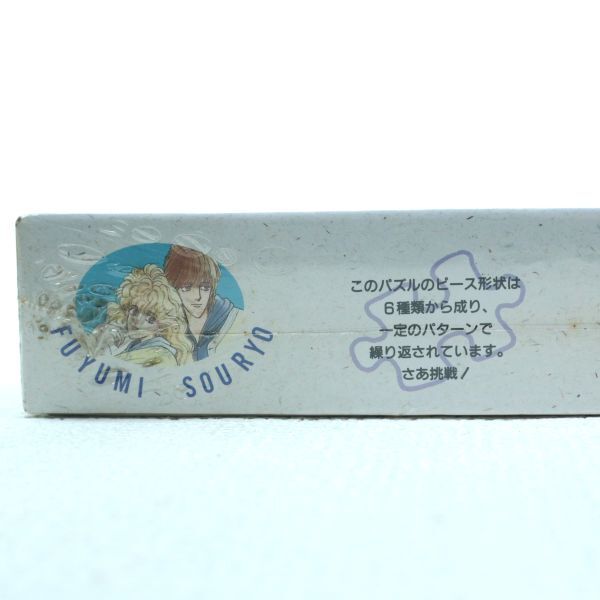 FUYUMI SOURYO
このパズルのピース形状は
6種類から成り、
一定のパターンで
繰り返されています。
さあ挑戦!